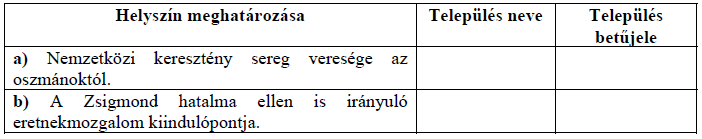 Helyszín meghatározása Település neve Település betűjele
a) Nemzetközi keresztény sereg veresége az
oszmánoktól.
b) A Zsigmond hatalma ellen is irányuló
eretnekmozgalom kiindulópontja.